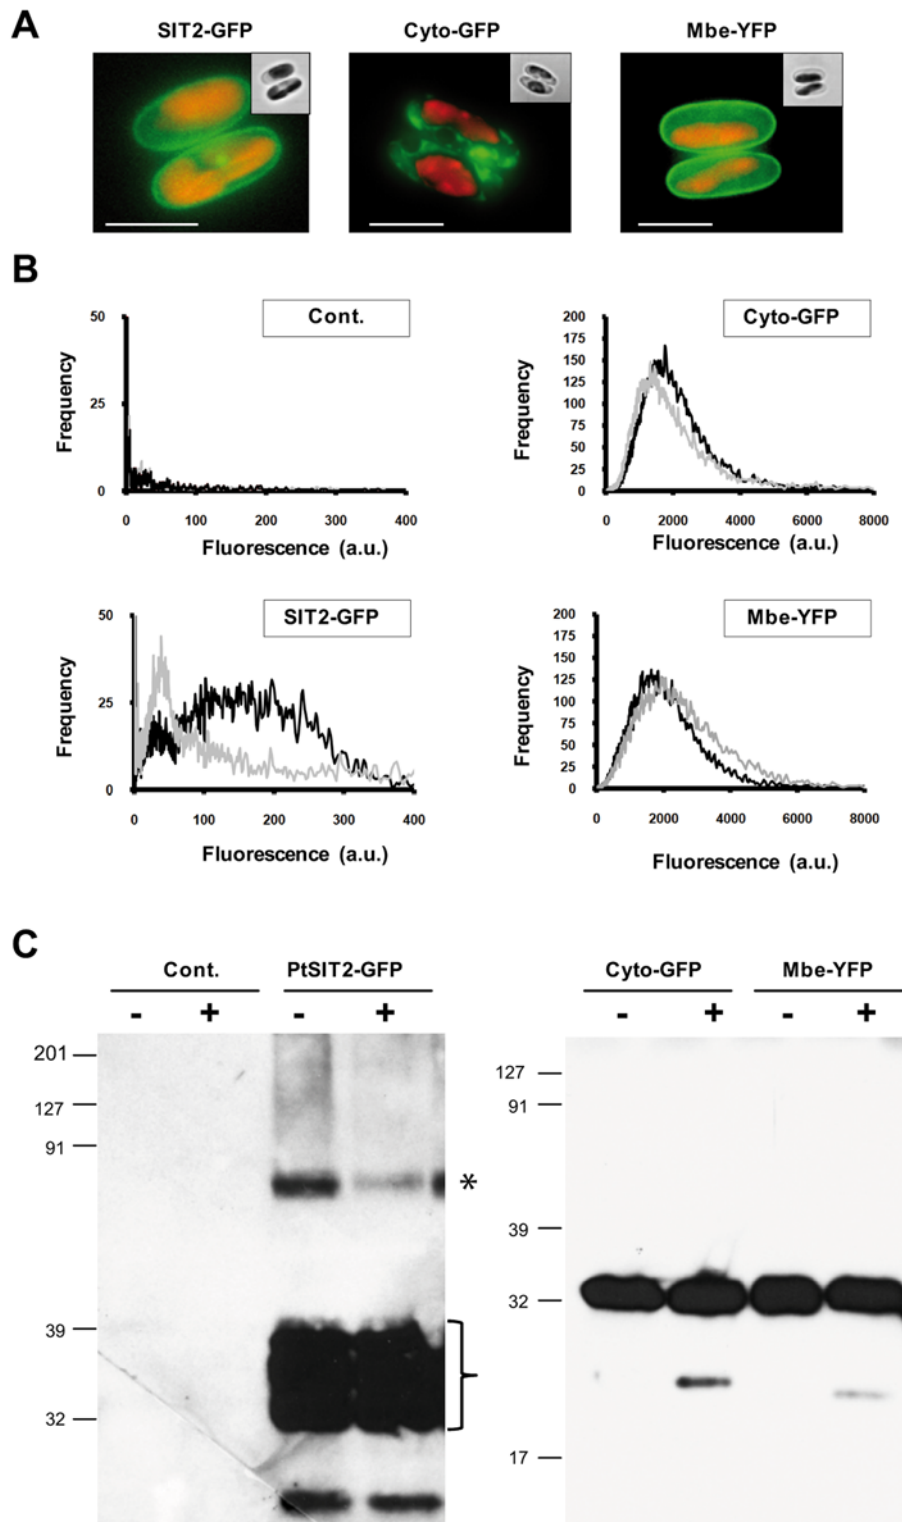 A
SIT2-GFP Cyto-GFP Mbe-YFP
B
Cont.
50
25
0
Frequency
0 100 200 300 400
Fluorescence (a.u.)
Cyto-GFP
200
175
150
125
100
75
50
25
0
Frequency
0 2000 4000 6000 8000
Fluorescence (a.u.)
SIT2-GFP
50
25
0
Frequency
0 100 200 300 400
Fluorescence (a.u.)
Mbe-YFP
200
175
150
125
100
75
50
25
0
Frequency
0 2000 4000 6000 8000
Fluorescence (a.u.)
C
Cont. PtSIT2-GFP
- + - +
201
127
91
*
39
32
Cyto-GFP Mbe-YFP
- + - +
127
91
39
32
17